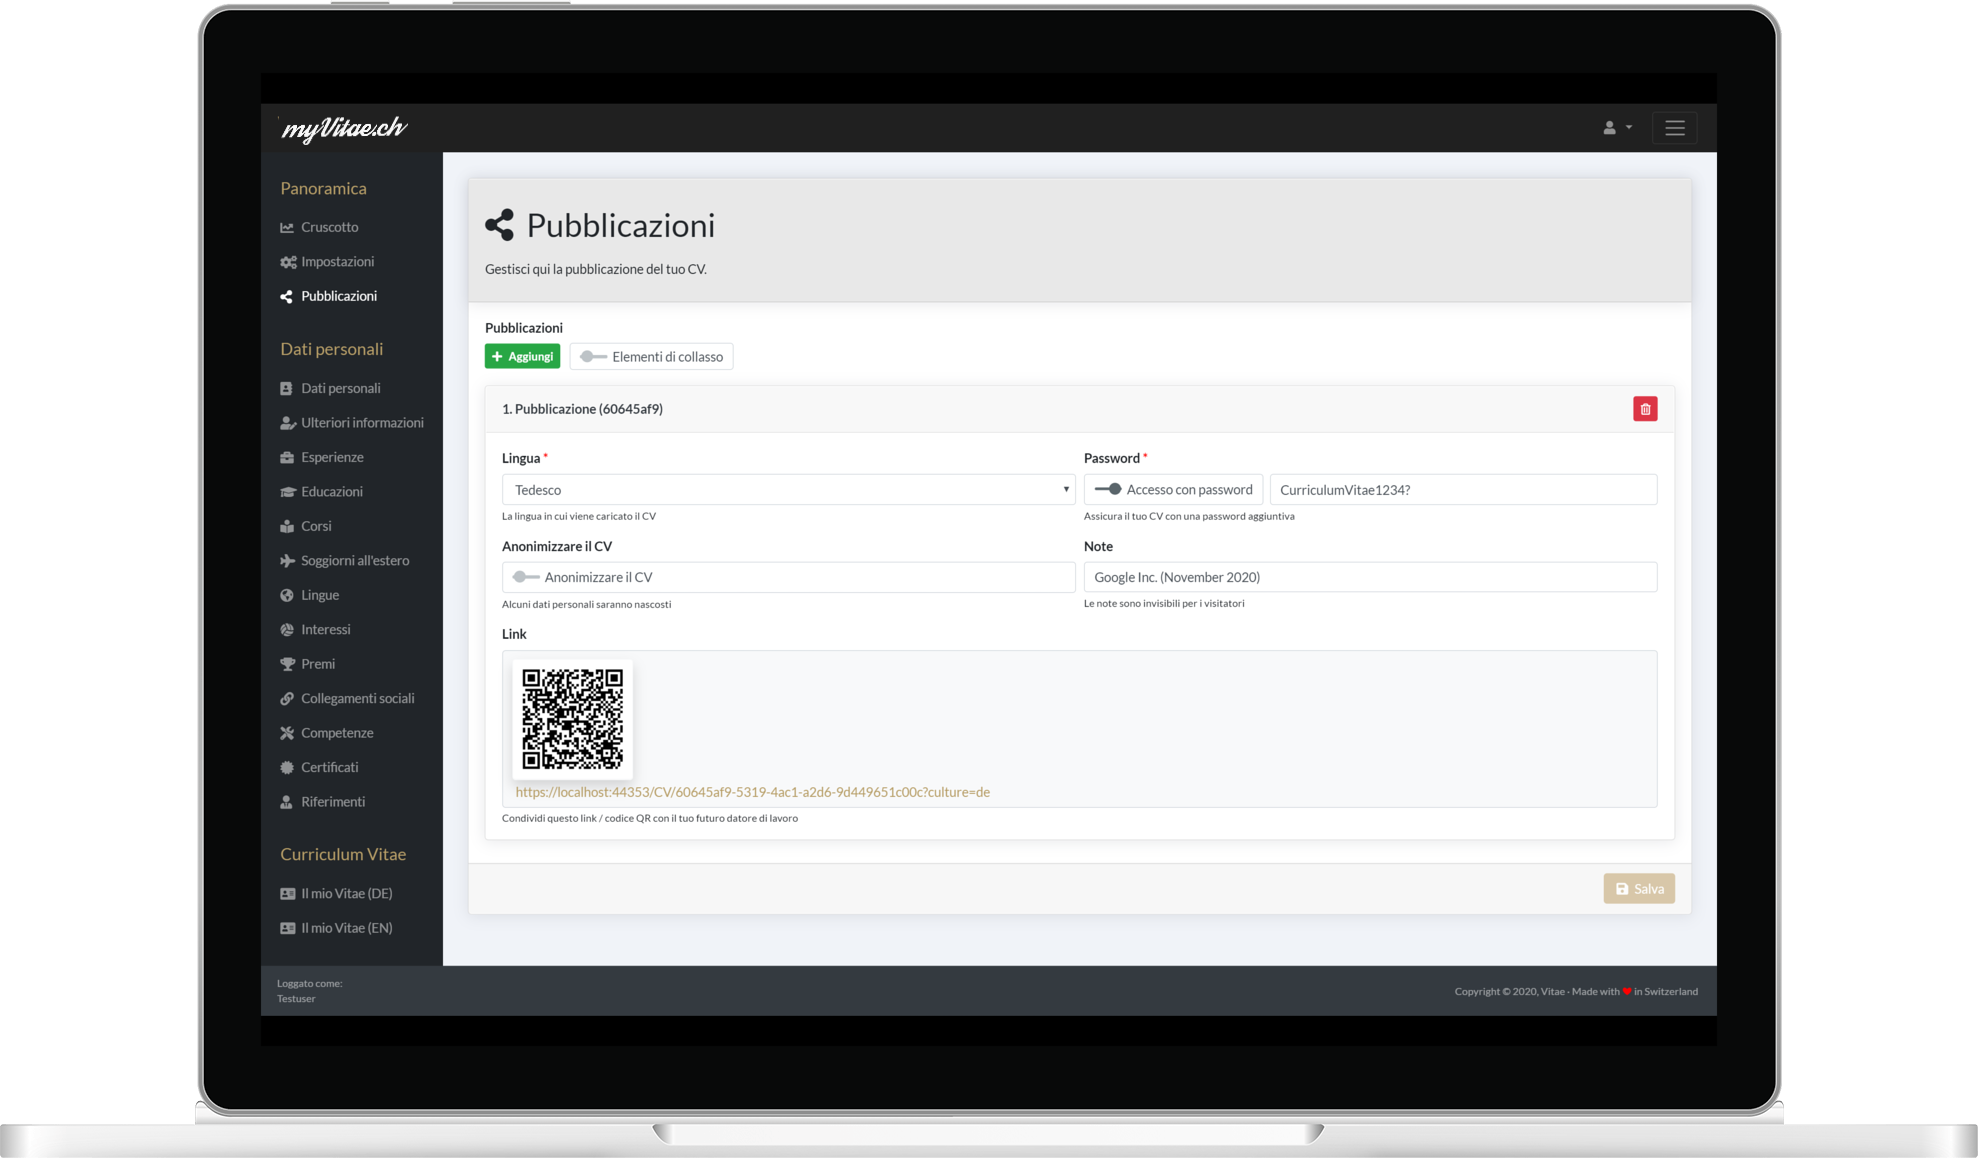 myVitae.ch
Panoramica
Cruscotto
Impostazioni
Pubblicazioni
Dati personali
Dati personali
Ulteriori informazioni
Esperienze
Educazioni
Corsi
Soggiorni all'estero
Lingue
Interessi
Premi
Collegamenti sociali
Competenze
Certificati
Riferimenti
Curriculum Vitae
Il mio Vitae (DE)
Il mio Vitae (EN)
Pubblicazioni
Gestisci qui la pubblicazione del tuo CV.
Pubblicazioni
Aggiungi Elementi di collasso
1. Pubblicazione (60645af9)
Lingua * Password *
Tedesco Accesso con password CurriculumVitae1234?
La lingua in cui viene caricato il CV Assicura il tuo CV con una password aggiuntiva
Anonimizzare il CV Note
Anonimizzare il CV Google Inc. (November 2020)
Alcuni dati personali saranno nascosti Le note sono invisibili per i visitatori
Link
https://localhost:44353/CV/60645af9-5319-4ac1-a2d6-9d449651c00c?culture=de
Condividi questo link / codice QR con il tuo futuro datore di lavoro
Salva
Loggato come:
Testuser
Copyright © 2020, Vitae · Made with ♥ in Switzerland